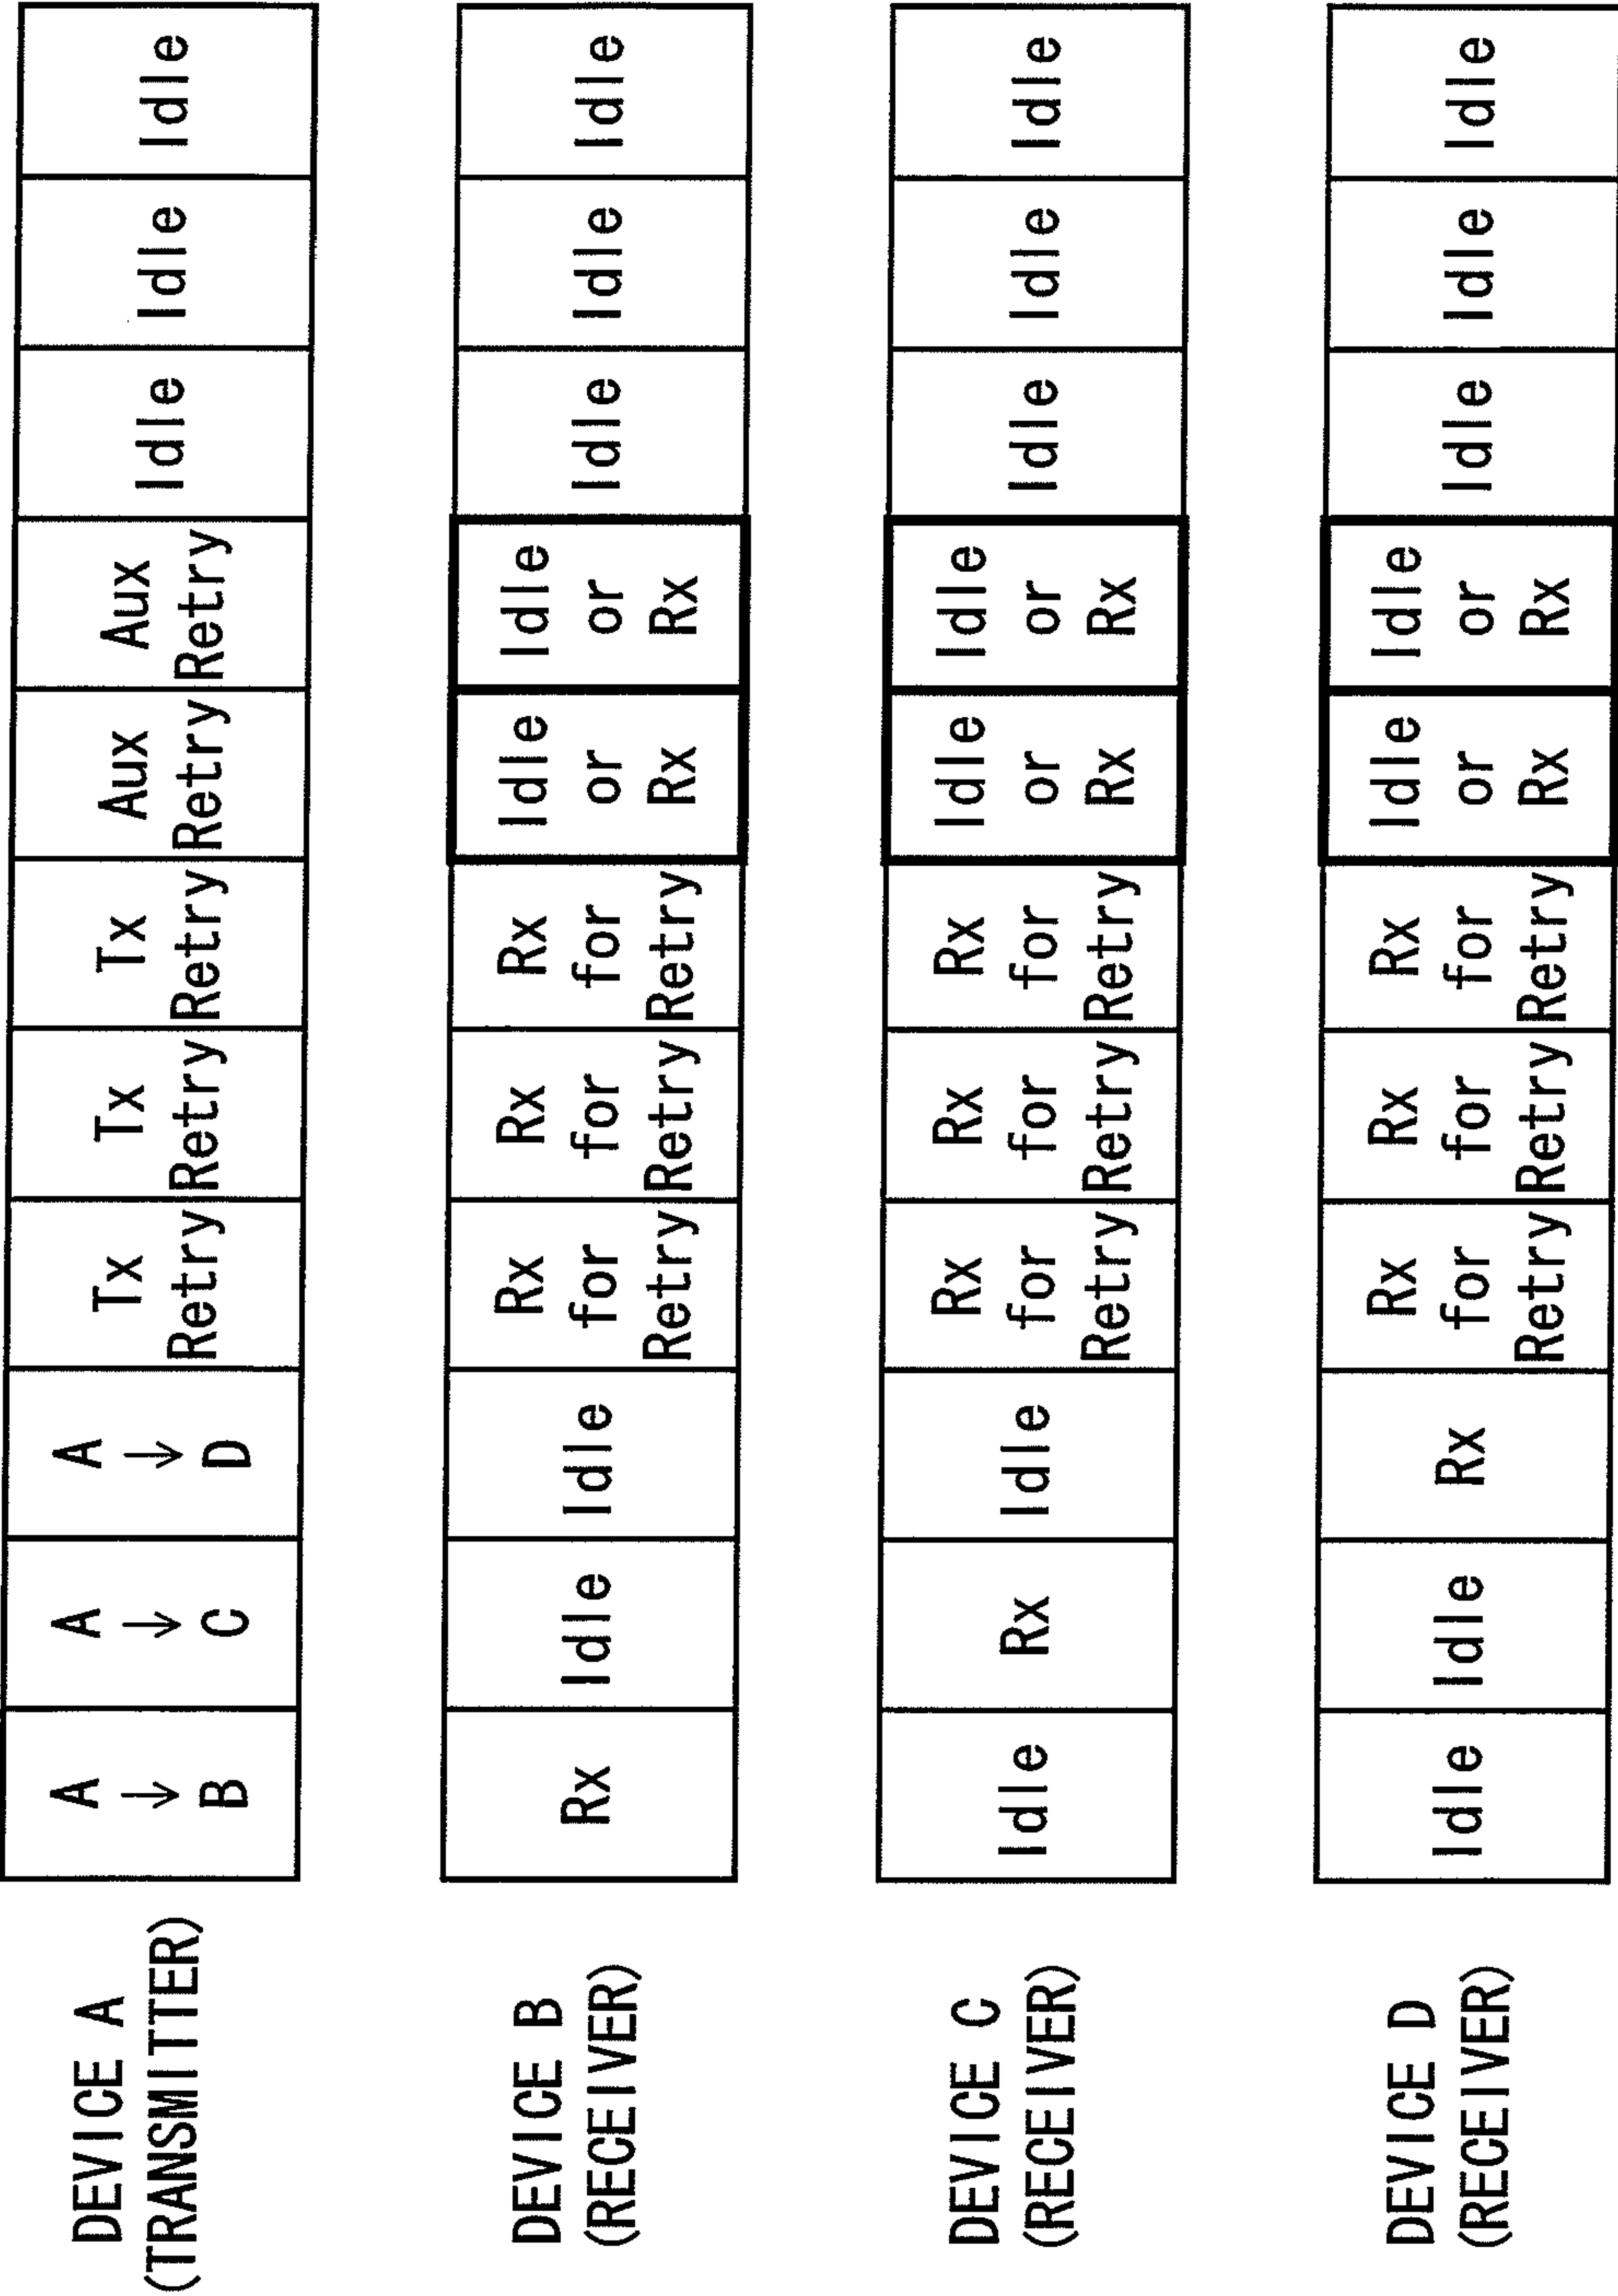 DEVICE A
(TRANSMITTER)
A
→
B
A
→
C
A
→
D
Tx
Retry
Tx
Retry
Tx
Retry
Aux
Retry
Aux
Retry
Idle
Idle
Idle
DEVICE B
(RECEIVER)
Rx
Idle
Idle
Rx
for
Retry
Rx
for
Retry
Rx
for
Retry
Idle
or
Rx
Idle
or
Rx
Idle
Idle
Idle
DEVICE C
(RECEIVER)
Idle
Rx
Idle
Rx
for
Retry
Rx
for
Retry
Rx
for
Retry
Idle
or
Rx
Idle
or
Rx
Idle
Idle
Idle
DEVICE D
(RECEIVER)
Idle
Idle
Rx
Rx
for
Retry
Rx
for
Retry
Rx
for
Retry
Idle
or
Rx
Idle
or
Rx
Idle
Idle
Idle